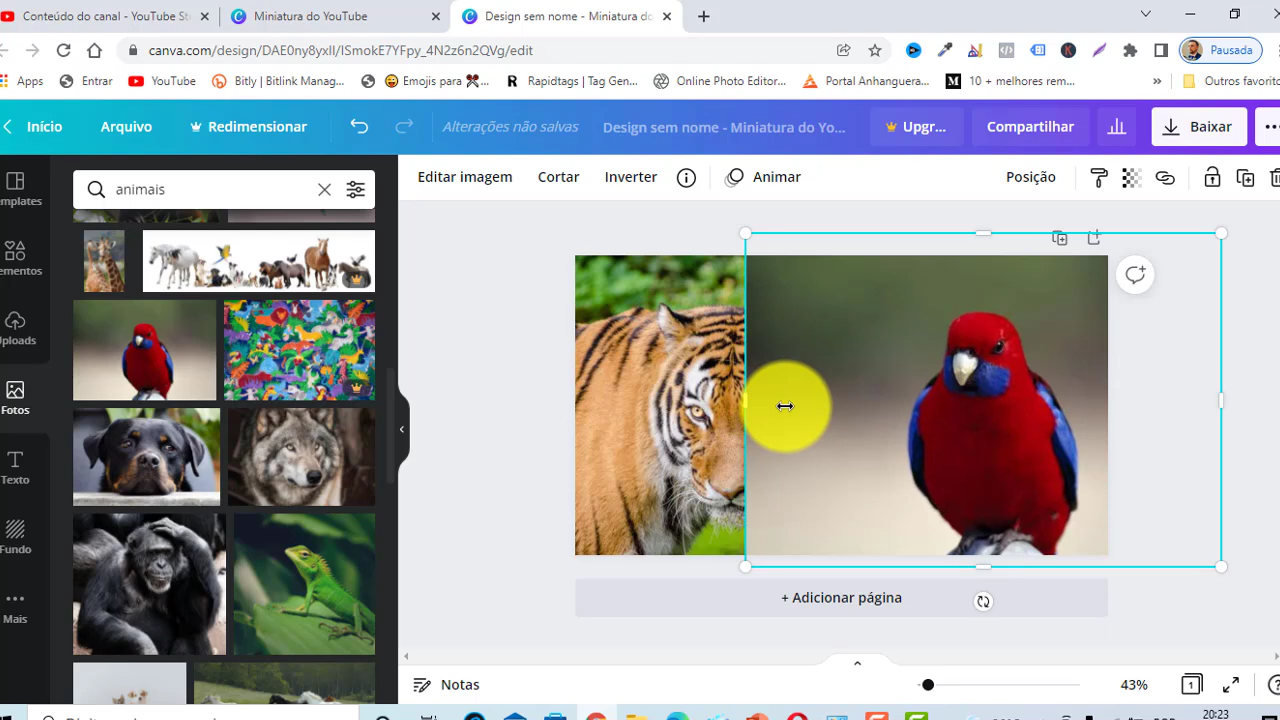 Conteúdo do canal - YouTube St
Miniatura do YouTube
Design sem nome - Miniatura do
canva.com/design/DAE0ny8yxII/ISmokE7YFpy_4N2z6n2QVg/edit
Pausada
Apps
Entrar
YouTube
Bitly | Bitlink Manag...
Emojis para
Rapidtags | Tag Gen...
Online Photo Editor...
Portal Anhanguera...
10 + melhores rem...
Outros favorito
Início
Arquivo
Redimensionar
Alterações não salvas
Design sem nome - Miniatura do Yo...
Upgr...
Compartilhar
Baixar
emplates
animais
Editar imagem
Cortar
Inverter
Animar
Posição
ementos
Uploads
Fotos
Texto
Fundo
Mais
+ Adicionar página
Notas
43%
1
20:23